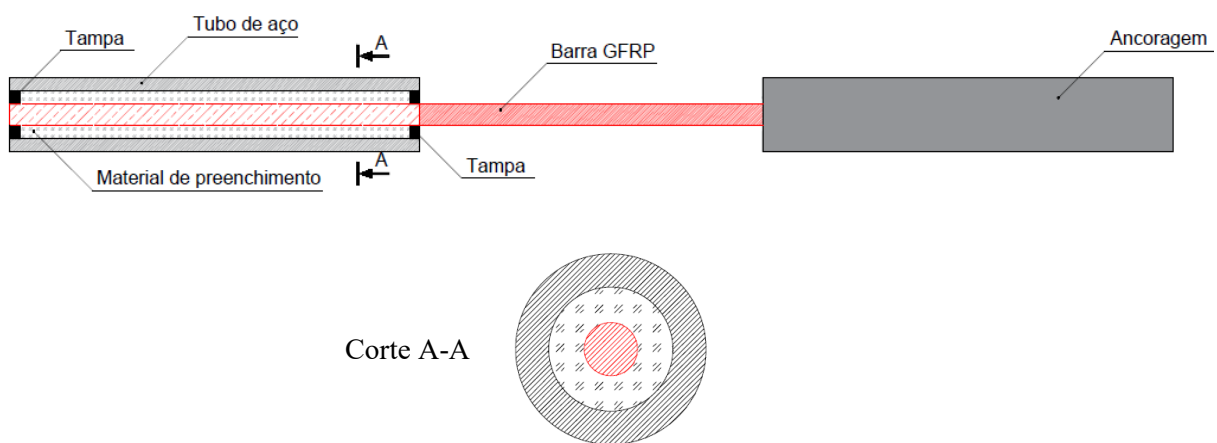 Tubo de aço
Tampa
A
Barra GFRP
Ancoragem
A
Material de preenchimento
Tampa
Corte A-A